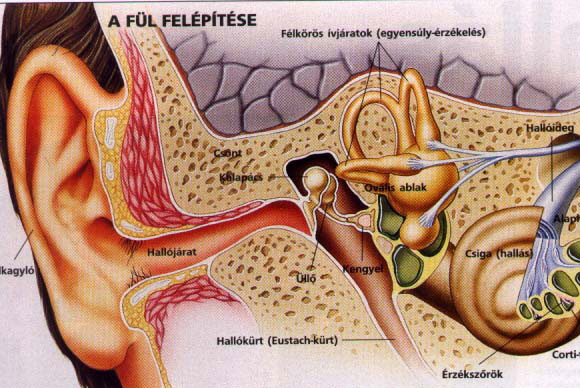 A FÜL FELÉPÍTÉSE
Félkörös ívjáratok (egyensúly-érzékelés)
Hallóideg
Csont
Kalapács
Ovális ablak
Alap
lkagyló
Hallójárat
Csiga (hallás)
Üllő
Kengyel
Hallókürt (Eustach-kürt)
Corti-
Érzékszőrök